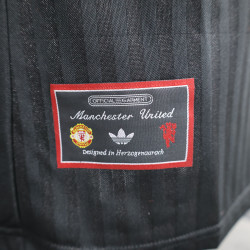 OFFICIAL GARMENT
Manchester United
Designed in Herzogenaurach